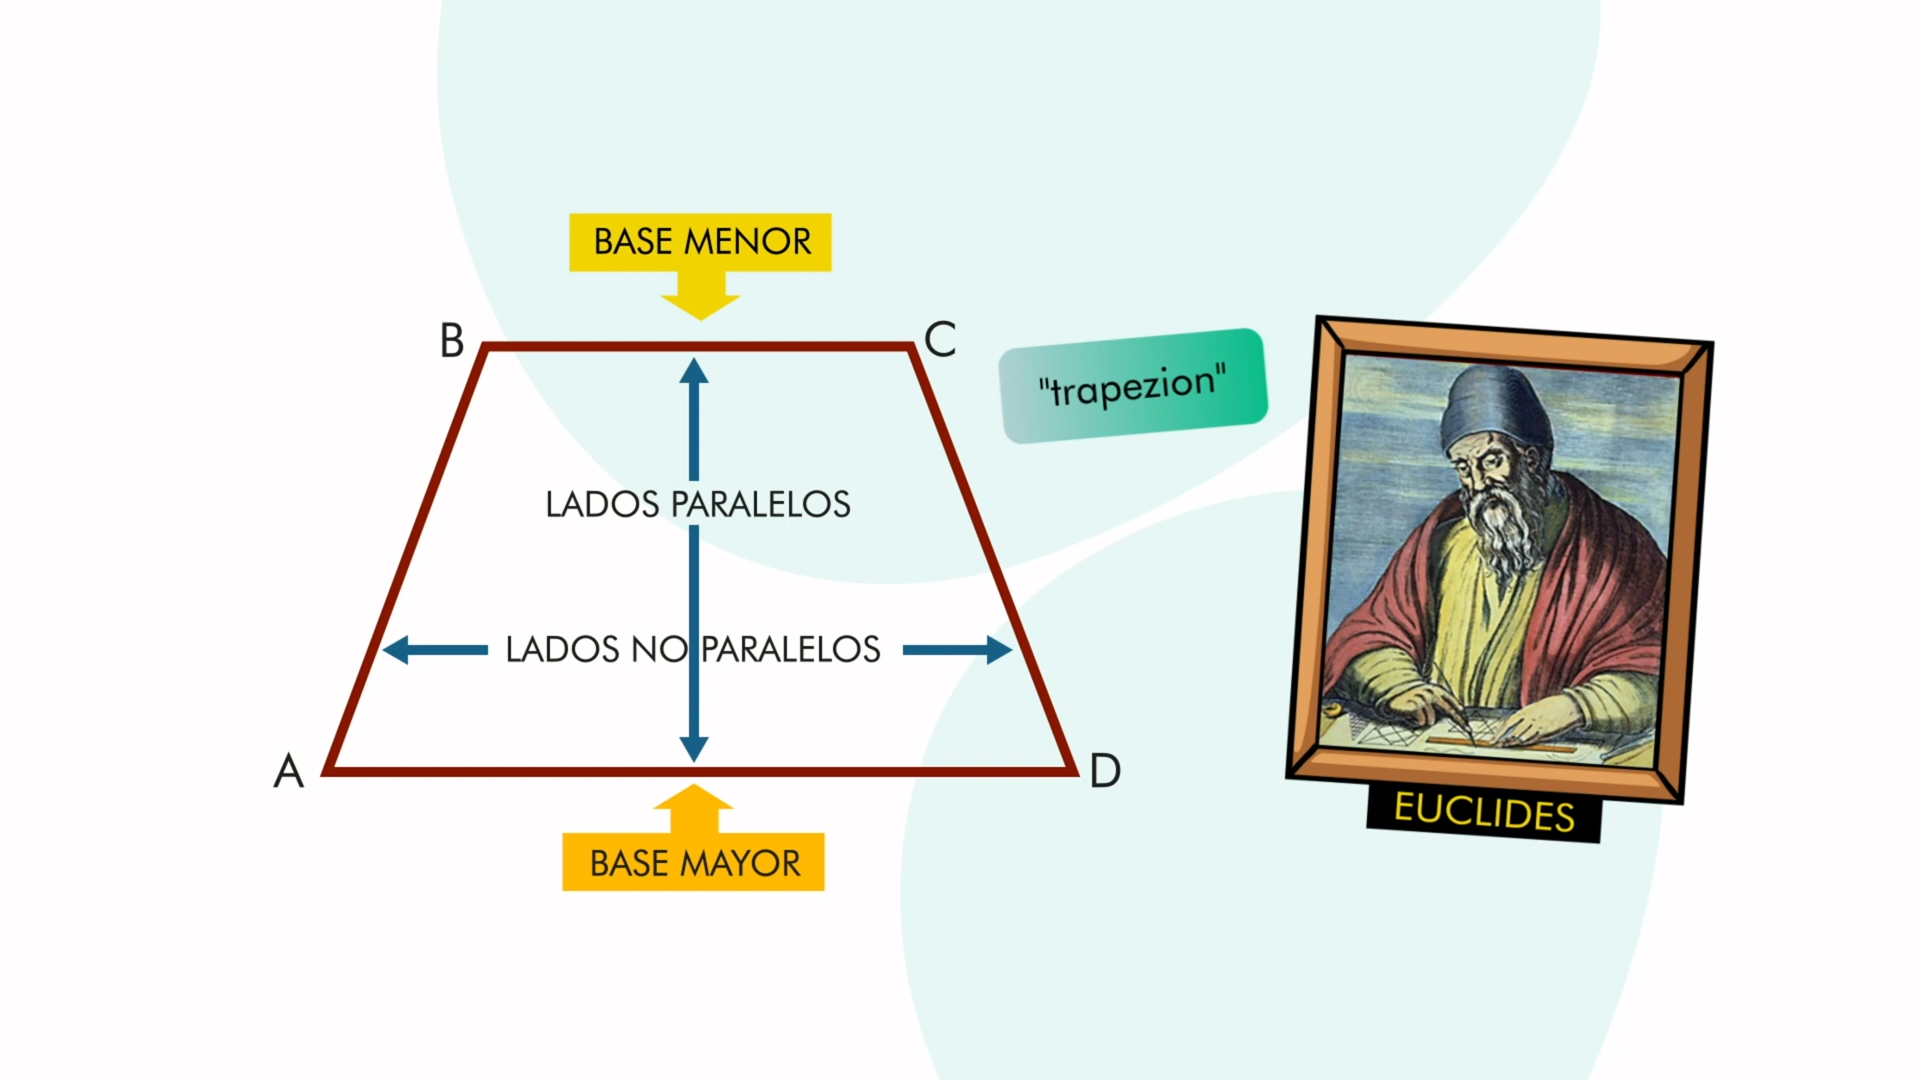 BASE MENOR
B
C
"trapezion"
LADOS PARALELOS
LADOS NO PARALELOS
A
D
EUCLIDES
BASE MAYOR